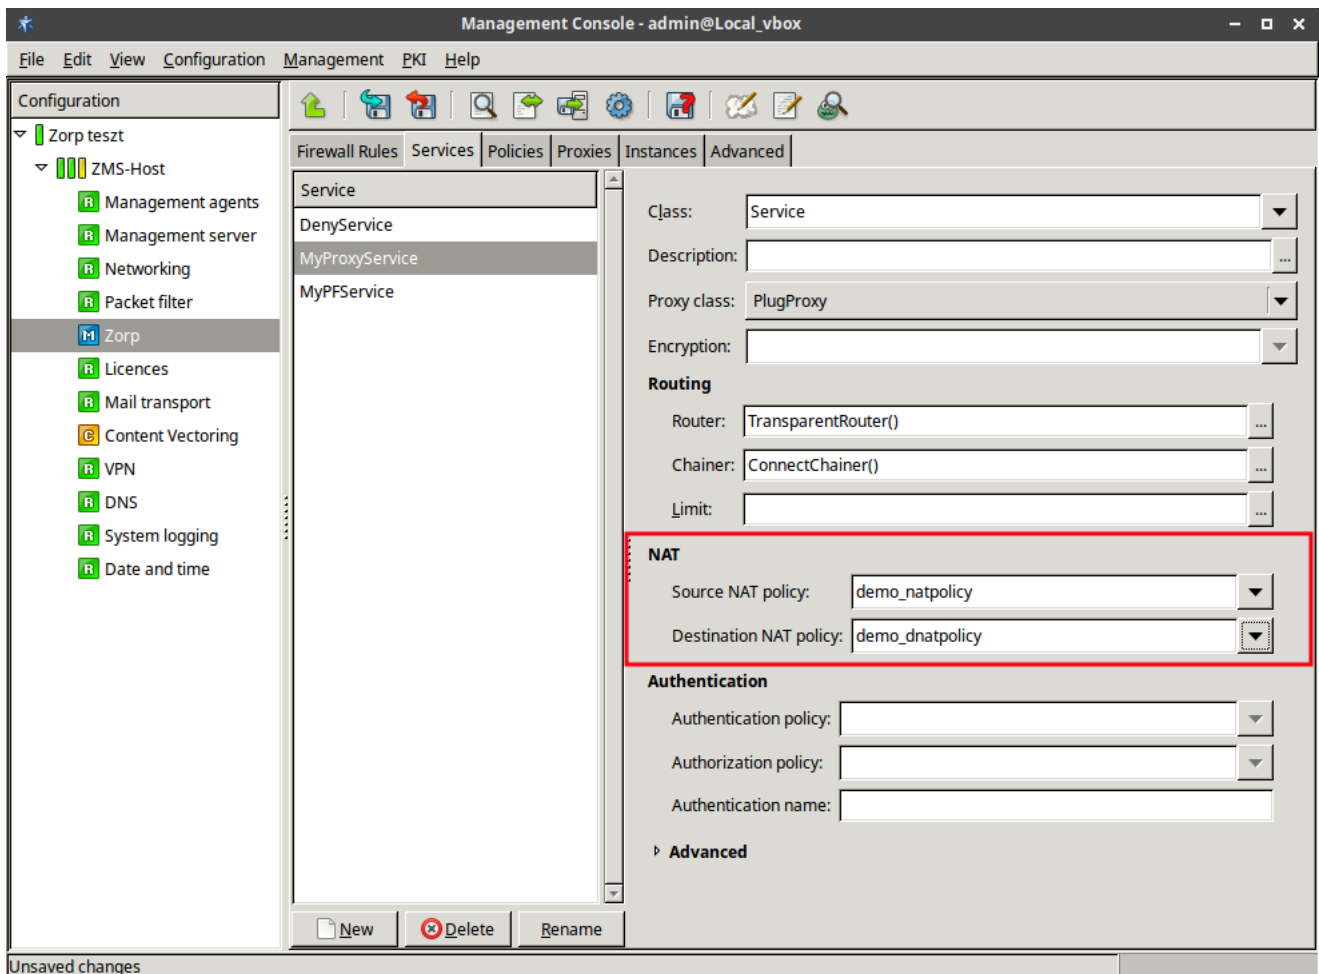 Management Console - admin@Local_vbox
File Edit View Configuration Management PKI Help
Configuration
Zorp teszt
ZMS-Host
R Management agents
R Management server
R Networking
R Packet filter
M Zorp
R Licences
R Mail transport
C Content Vectoring
R VPN
R DNS
R System logging
R Date and time
Firewall Rules Services Policies Proxies Instances Advanced
Service
DenyService
MyProxyService
MyPFService
New Delete Rename
Class: Service
Description: ...
Proxy class: PlugProxy
Encryption:
Routing
Router: TransparentRouter() ...
Chainer: ConnectChainer() ...
Limit: ...
NAT
Source NAT policy: demo_natpolicy
Destination NAT policy: demo_dnatpolicy
Authentication
Authentication policy:
Authorization policy:
Authentication name:
Advanced
Unsaved changes